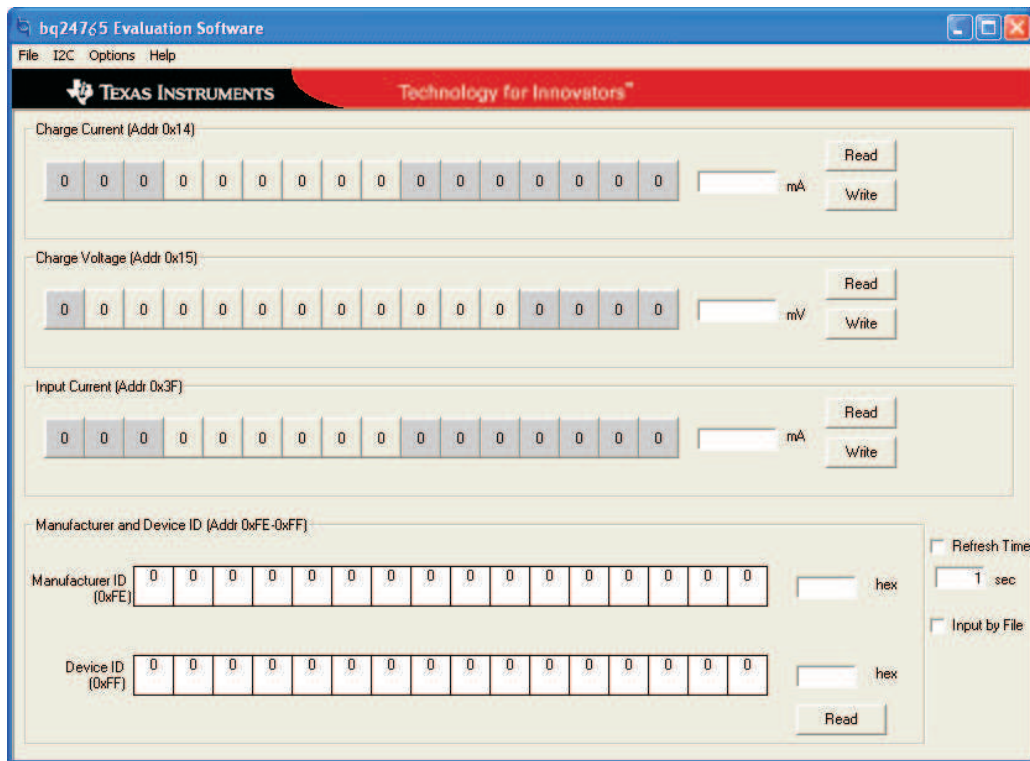 bq24765 Evaluation Software
File I2C Options Help
TEXAS INSTRUMENTS Technology for Innovators™
Charge Current (Addr 0x14)
0 0 0 0 0 0 0 0 0 0 0 0 0 0 0 0 mA
Read
Write
Charge Voltage (Addr 0x15)
0 0 0 0 0 0 0 0 0 0 0 0 0 0 0 0 mV
Read
Write
Input Current (Addr 0x3F)
0 0 0 0 0 0 0 0 0 0 0 0 0 0 0 0 mA
Read
Write
Manufacturer and Device ID (Addr 0xFE-0xFF)
Manufacturer ID
(0xFE)
0 0 0 0 0 0 0 0 0 0 0 0 0 0 0 0 hex
Device ID
(0xFF)
0 0 0 0 0 0 0 0 0 0 0 0 0 0 0 0 hex
Read
Refresh Time
1 sec
Input by File